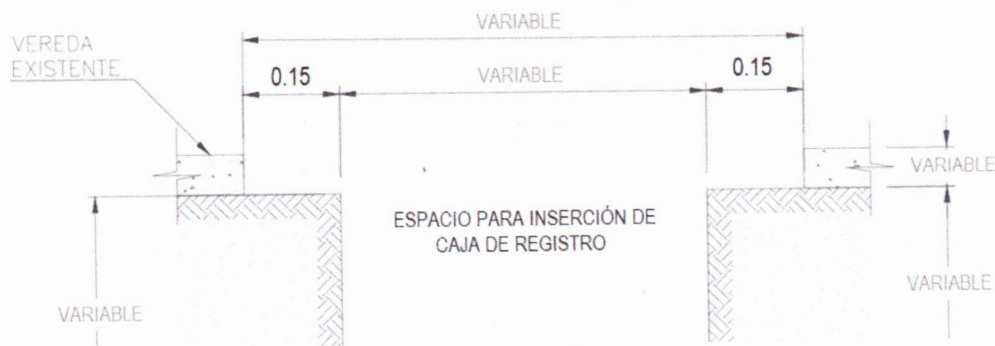 VARIABLE
VEREDA
EXISTENTE
0.15
VARIABLE
0.15
VARIABLE
ESPACIO PARA INSERCIÓN DE
CAJA DE REGISTRO
VARIABLE
VARIABLE